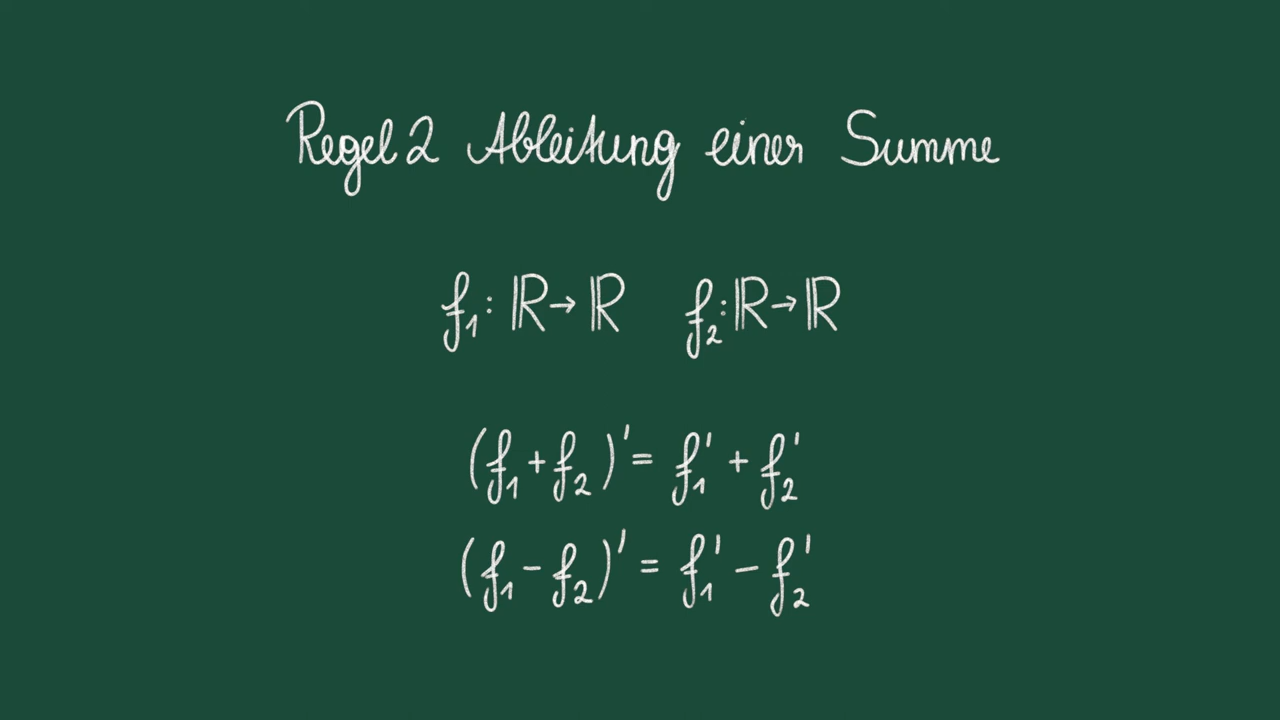 Regel 2 Ableitung einer Summe
f₁: ℝ→ℝ f₂: ℝ→ℝ
(f₁+f₂)' = f₁' + f₂'
(f₁-f₂)' = f₁' - f₂'